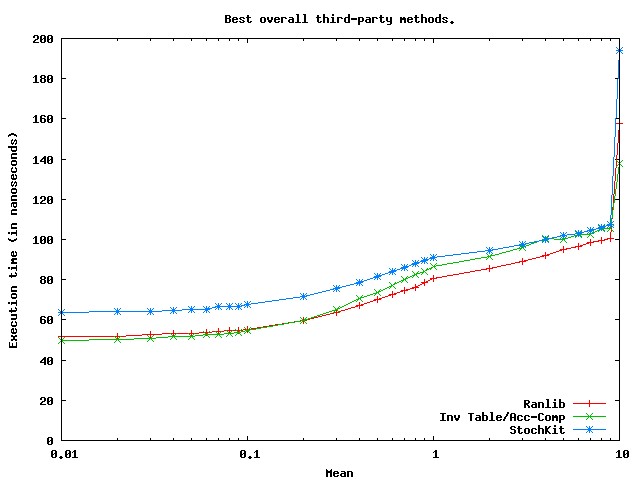 Best overall third-party methods.
200
180
160
140
120
100
80
60
40
20
0
Execution time (in nanoseconds)
0.01
0.1
1
10
Mean
Ranlib
Inv Table/Acc-Comp
StochKit